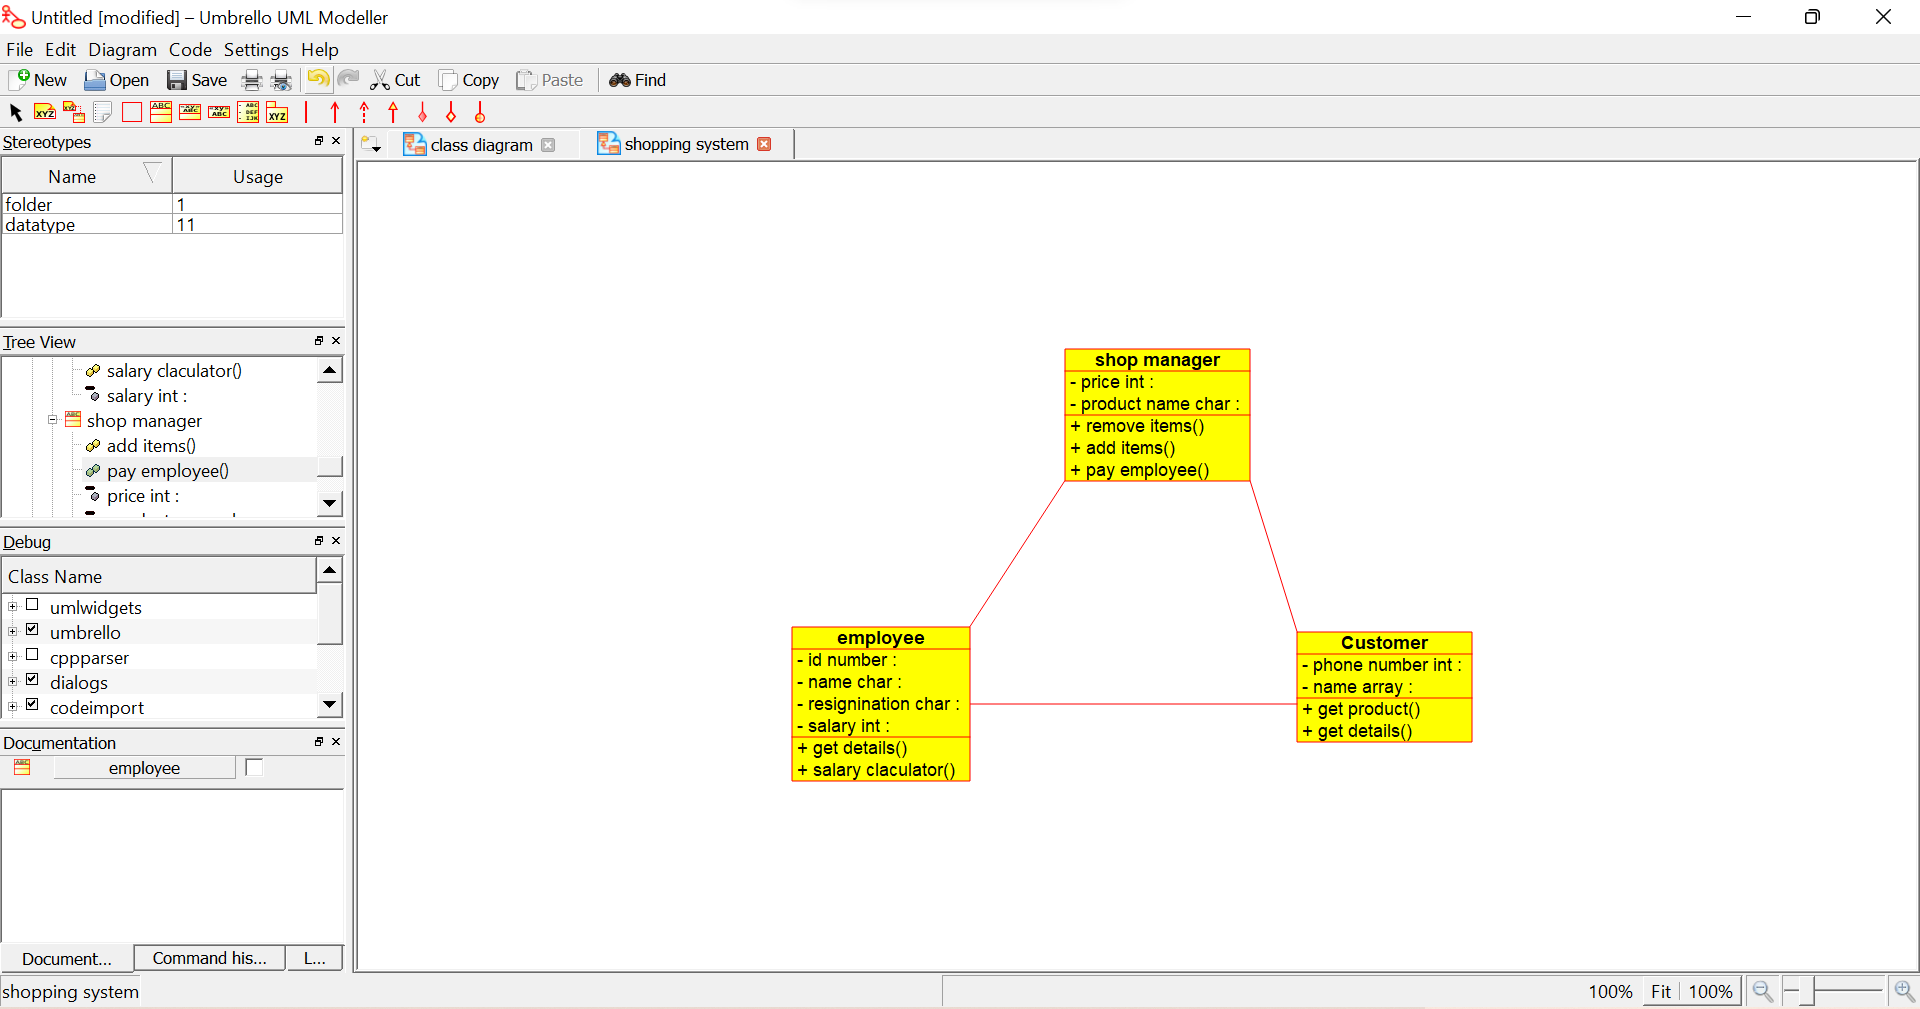 Untitled [modified] – Umbrello UML Modeller
File Edit Diagram Code Settings Help
New Open Save Cut Copy Paste Find
Stereotypes
class diagram
shopping system
Name Usage
folder 1
datatype 11
Tree View
salary claculator()
salary int :
shop manager
add items()
pay employee()
price int :
Debug
Class Name
umlwidgets
umbrello
cppparser
dialogs
codeimport
Documentation
employee
Document... Command his... L...
shop manager
- price int :
- product name char :
+ remove items()
+ add items()
+ pay employee()
employee
- id number :
- name char :
- resignination char :
- salary int :
+ get details()
+ salary claculator()
Customer
- phone number int :
- name array :
+ get product()
+ get details()
shopping system
100% Fit 100%